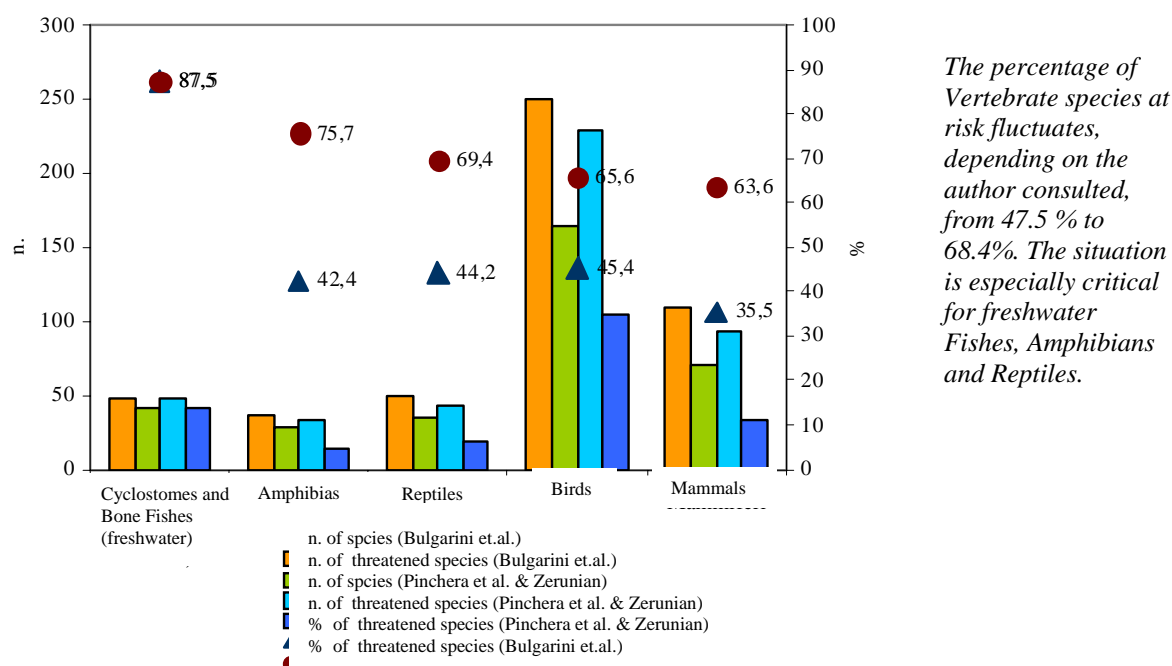 300
250
200
150
100
50
0
n.
100
90
80
70
60
50
40
30
20
10
0
%
87,5
75,7
69,4
65,6
63,6
42,4
44,2
45,4
35,5
Cyclostomes and
Bone Fishes
(freshwater)
Amphibias
Reptiles
Birds
Mammals
n. of spcies (Bulgarini et.al.)
n. of threatened species (Bulgarini et.al.)
n. of spcies (Pinchera et al. & Zerunian)
n. of threatened species (Pinchera et al. & Zerunian)
% of threatened species (Pinchera et al. & Zerunian)
% of threatened species (Bulgarini et.al.)
The percentage of
Vertebrate species at
risk fluctuates,
depending on the
author consulted,
from 47.5 % to
68.4%. The situation
is especially critical
for freshwater
Fishes, Amphibians
and Reptiles.